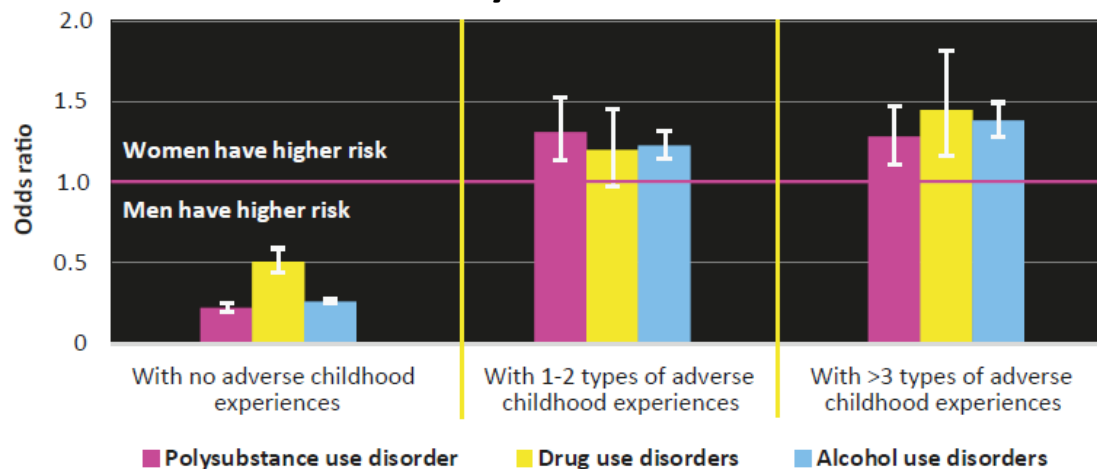 2.0
1.5
1.0
0.5
0
Odds ratio
Women have higher risk
Men have higher risk
With no adverse childhood
experiences
With 1-2 types of adverse
childhood experiences
With >3 types of adverse
childhood experiences
Polysubstance use disorder
Drug use disorders
Alcohol use disorders